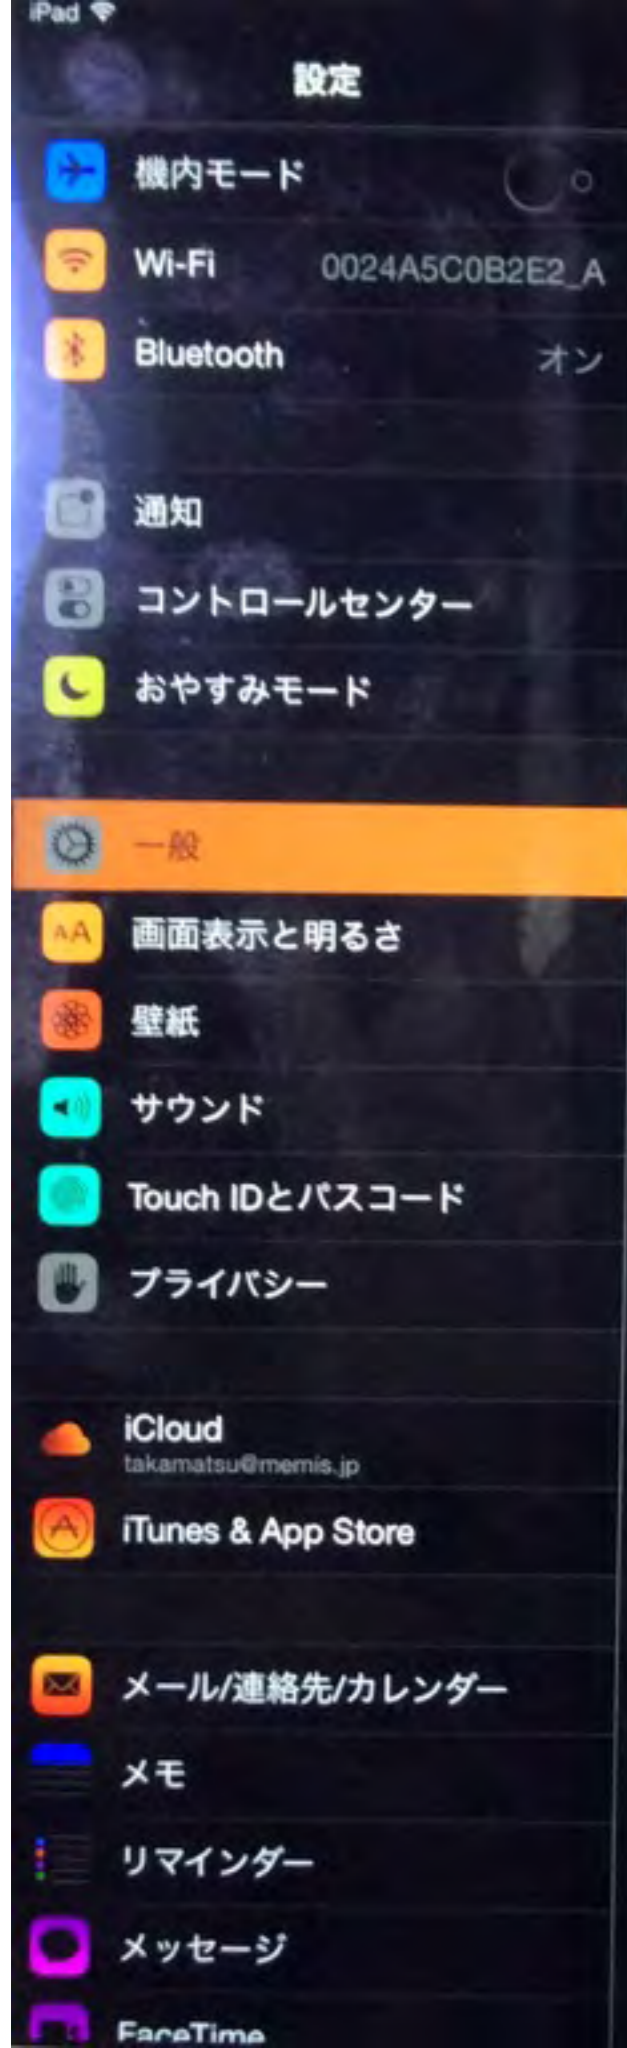 iPad
設定
機内モード
Wi-Fi 0024A5C0B2E2_A
Bluetooth オン
通知
コントロールセンター
おやすみモード
一般
AA 画面表示と明るさ
壁紙
サウンド
Touch IDとパスコード
プライバシー
iCloud
takamatsu@memis.jp
iTunes & App Store
メール/連絡先/カレンダー
メモ
リマインダー
メッセージ
FaceTime